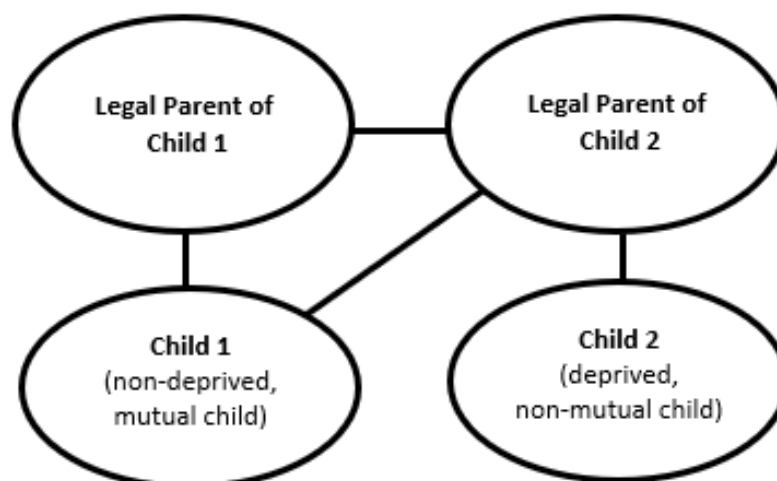 Legal Parent of
Child 1
Legal Parent of
Child 2
Child 1
(non-deprived,
mutual child)
Child 2
(deprived,
non-mutual child)